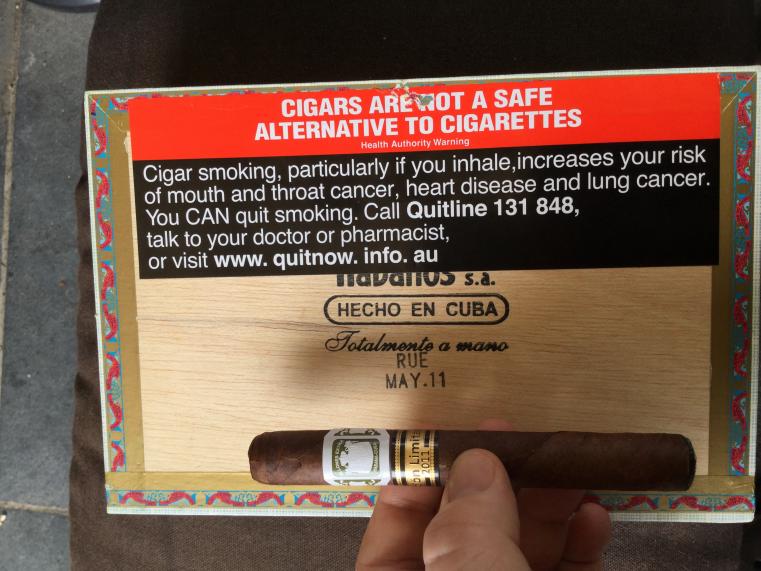 CIGARS ARE NOT A SAFE
ALTERNATIVE TO CIGARETTES
Health Authority Warning
Cigar smoking, particularly if you inhale,increases your risk
of mouth and throat cancer, heart disease and lung cancer.
You CAN quit smoking. Call Quitline 131 848,
talk to your doctor or pharmacist,
or visit www. quitnow. info. au
Habanos s.a.
HECHO EN CUBA
Totalmente a mano
RUE
MAY.11
on Limita
2011